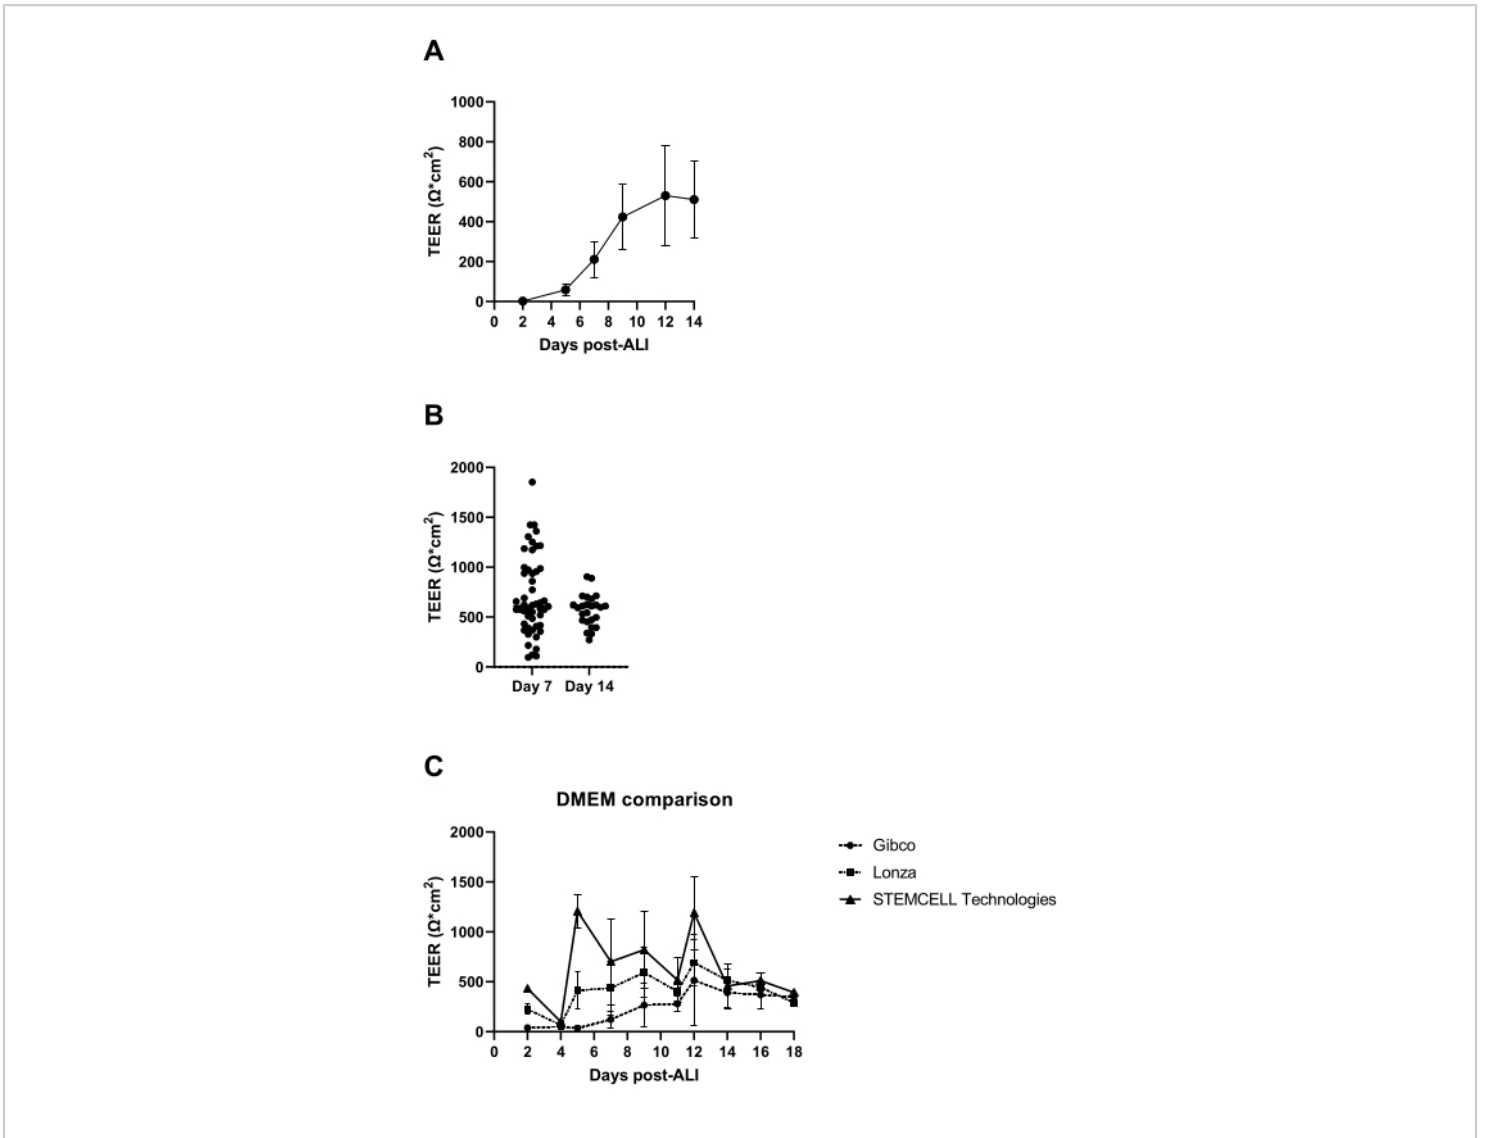 A
1000
800
600
400
200
0
TEER (Ω*cm²)
0 2 4 6 8 10 12 14
Days post-ALI
B
2000
1500
1000
500
0
TEER (Ω*cm²)
Day 7 Day 14
C
DMEM comparison
2000
1500
1000
500
0
TEER (Ω*cm²)
0 2 4 6 8 10 12 14 16 18
Days post-ALI
Gibco
Lonza
STEMCELL Technologies